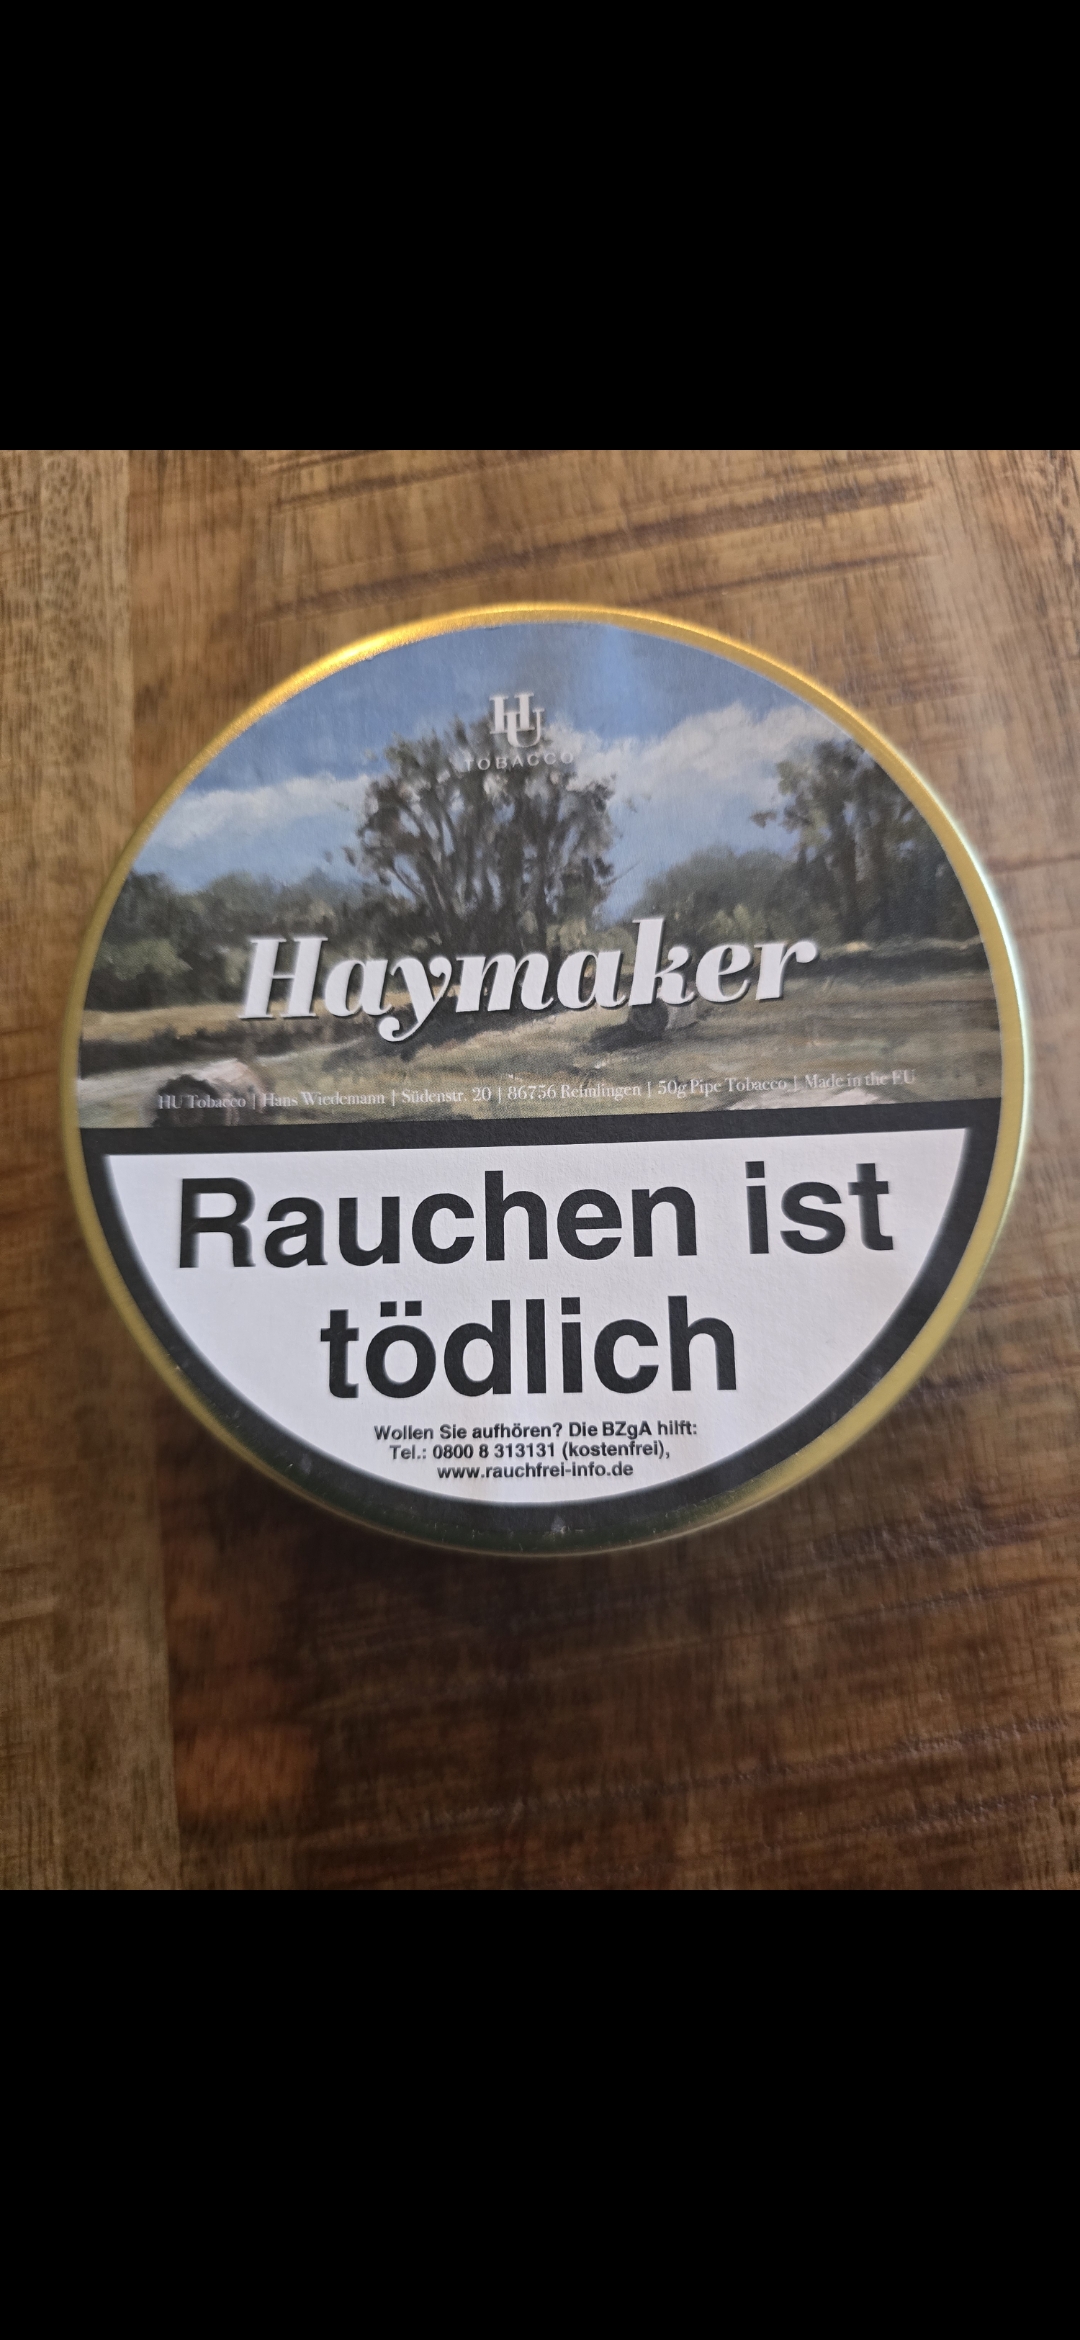 HU
TOBACCO
Haymaker
HU Tobacco | Hans Wiedemann | Südenstr. 20 | 86756 Reimlingen | 50g Pipe Tobacco | Made in the EU
Rauchen ist
tödlich
Wollen Sie aufhören? Die BZgA hilft:
Tel.: 0800 8 313131 (kostenfrei),
www.rauchfrei-info.de